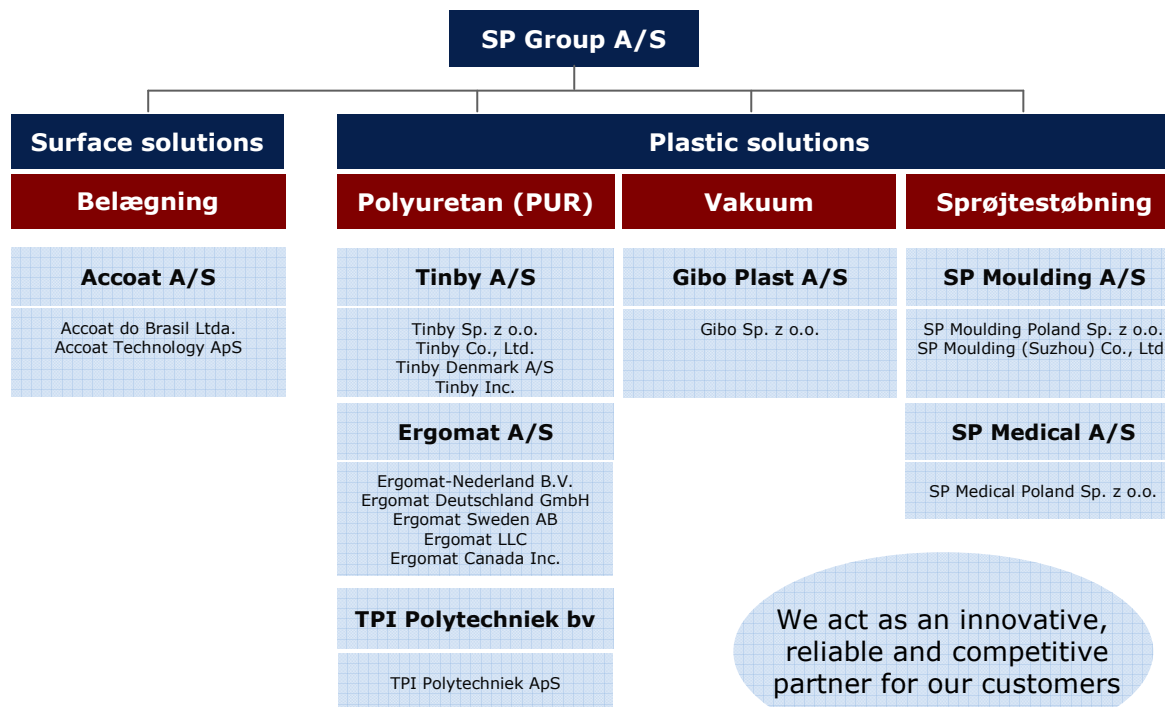 SP Group A/S
Surface solutions
Plastic solutions
Belægning
Polyuretan (PUR)
Vakuum
Sprøjtestøbning
Accoat A/S
Accoat do Brasil Ltda.
Accoat Technology ApS
Tinby A/S
Tinby Sp. z o.o.
Tinby Co., Ltd.
Tinby Denmark A/S
Tinby Inc.
Ergomat A/S
Ergomat-Nederland B.V.
Ergomat Deutschland GmbH
Ergomat Sweden AB
Ergomat LLC
Ergomat Canada Inc.
TPI Polytechniek bv
TPI Polytechniek ApS
Gibo Plast A/S
Gibo Sp. z o.o.
SP Moulding A/S
SP Moulding Poland Sp. z o.o.
SP Moulding (Suzhou) Co., Ltd
SP Medical A/S
SP Medical Poland Sp. z o.o.
We act as an innovative,
reliable and competitive
partner for our customers